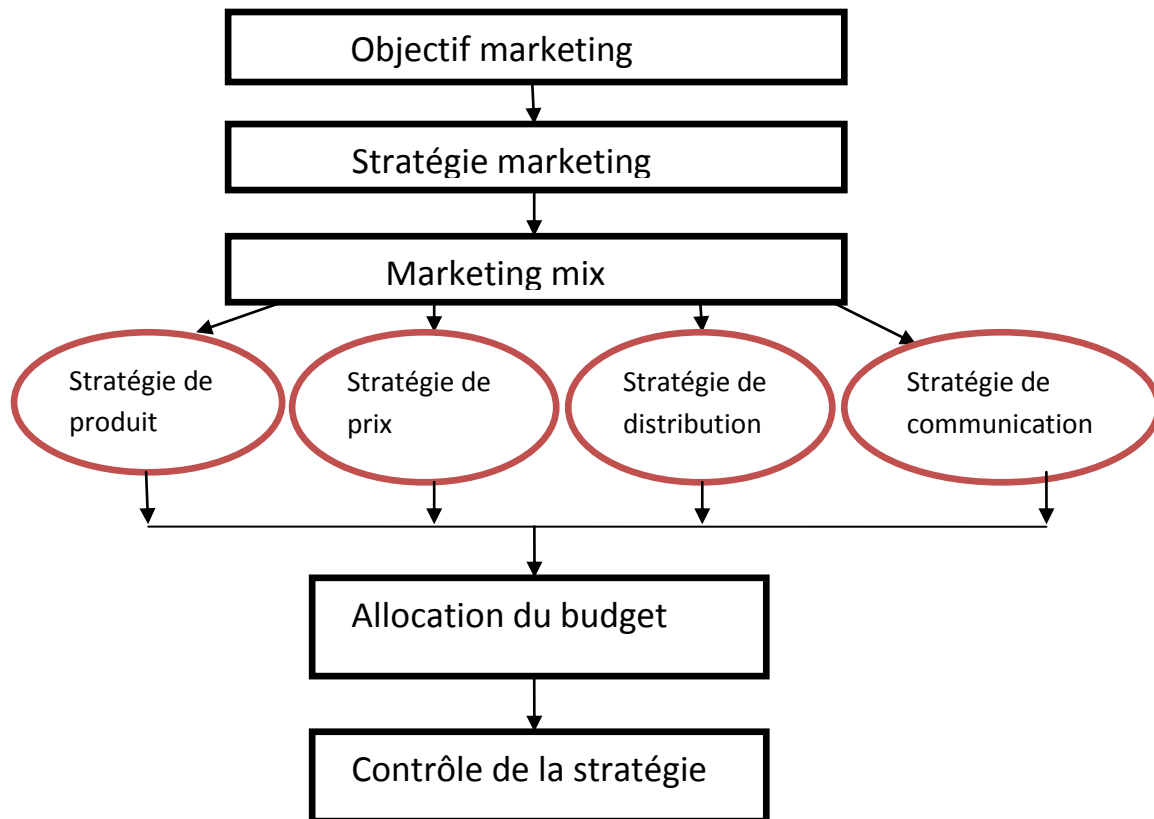 Objectif marketing
Stratégie marketing
Marketing mix
Stratégie de
produit
Stratégie de
prix
Stratégie de
distribution
Stratégie de
communication
Allocation du budget
Contrôle de la stratégie